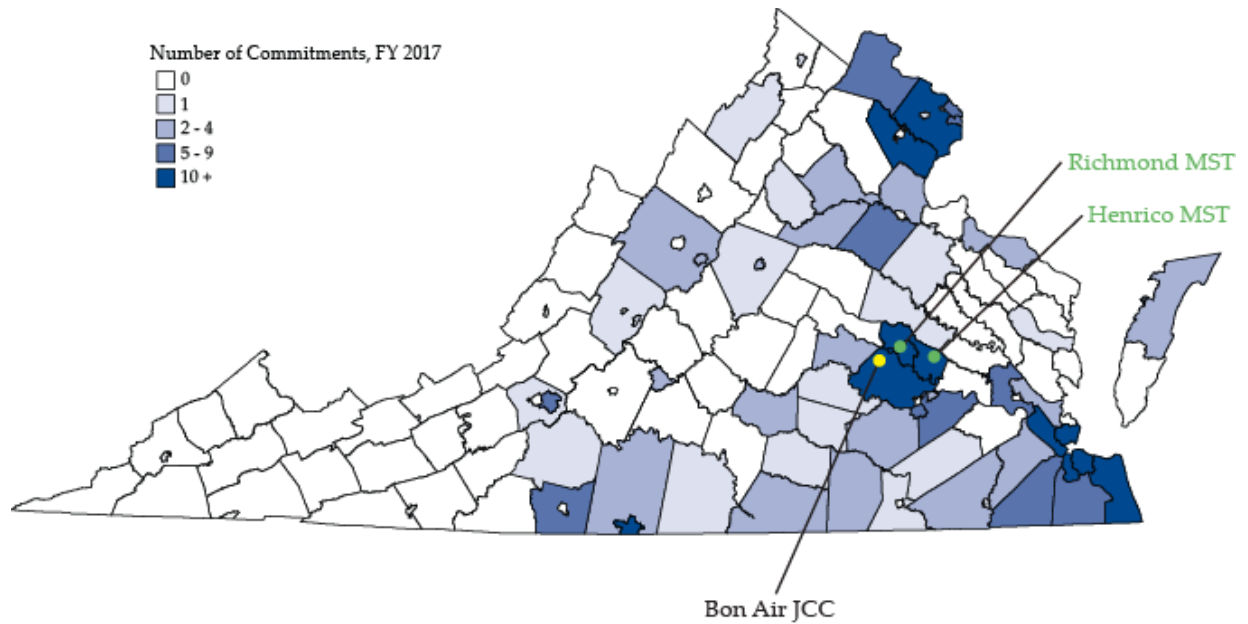 Number of Commitments, FY 2017
0
1
2 - 4
5 - 9
10 +
Richmond MST
Henrico MST
Bon Air JCC